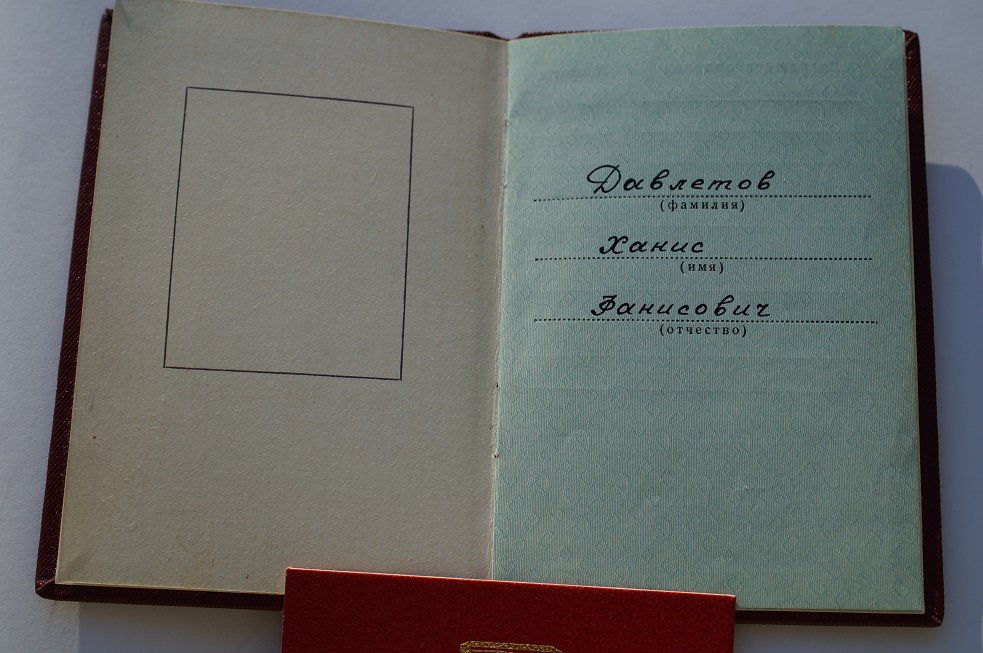 Давлетов
(фамилия)
Ханис
(имя)
Фанисович
(отчество)